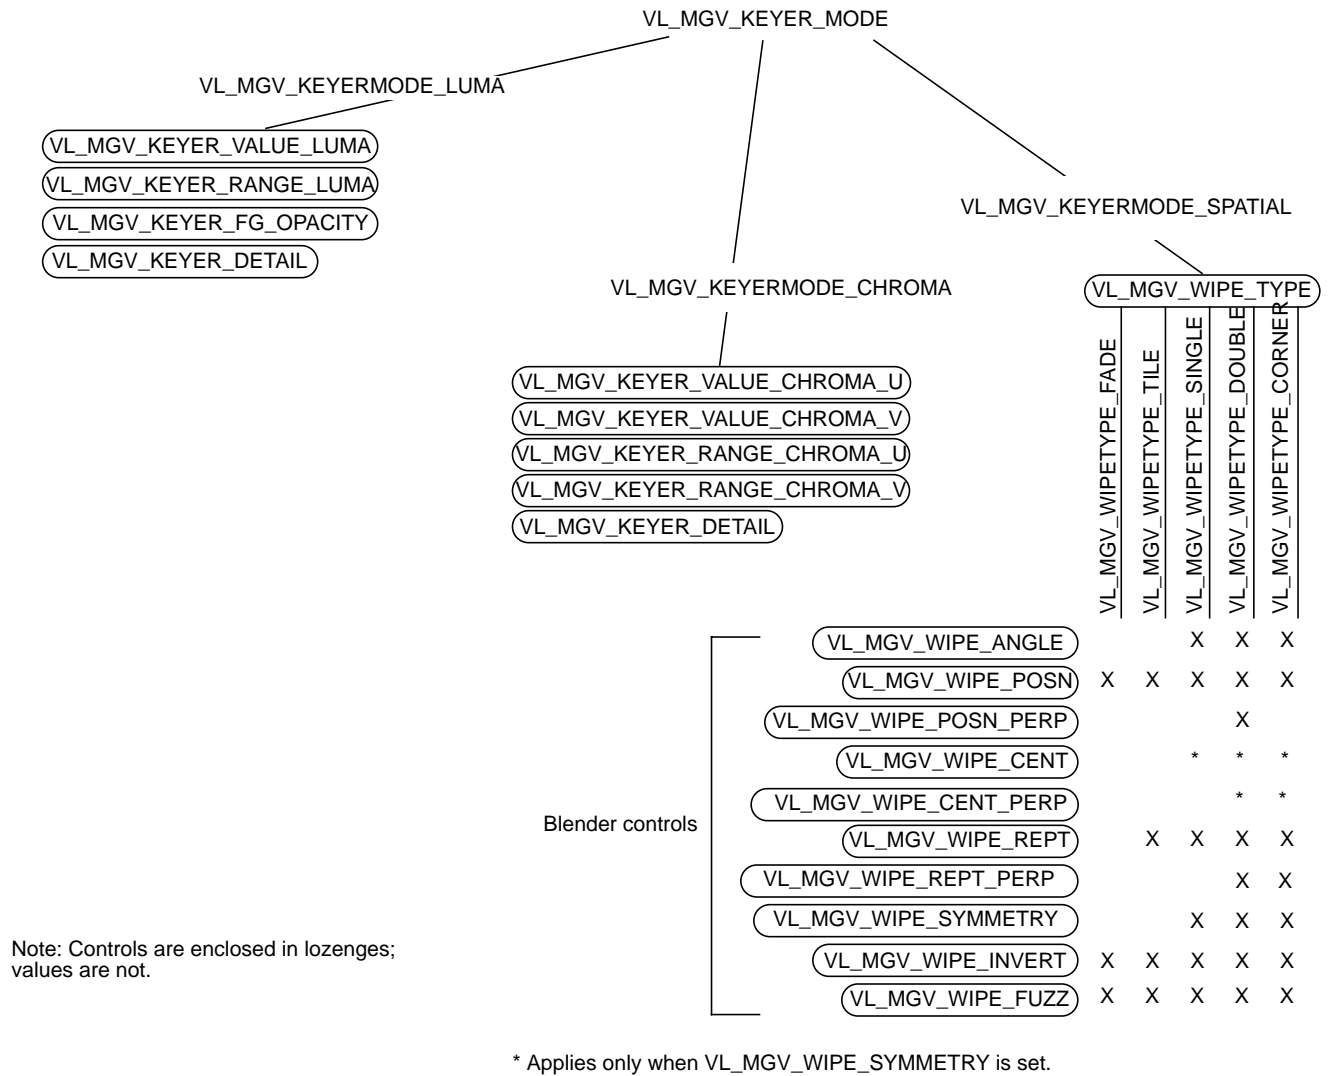 VL_MGV_KEYER_MODE
VL_MGV_KEYERMODE_LUMA
VL_MGV_KEYER_VALUE_LUMA
VL_MGV_KEYER_RANGE_LUMA
VL_MGV_KEYER_FG_OPACITY
VL_MGV_KEYER_DETAIL
VL_MGV_KEYERMODE_CHROMA
VL_MGV_KEYER_VALUE_CHROMA_U
VL_MGV_KEYER_VALUE_CHROMA_V
VL_MGV_KEYER_RANGE_CHROMA_U
VL_MGV_KEYER_RANGE_CHROMA_V
VL_MGV_KEYER_DETAIL
VL_MGV_KEYERMODE_SPATIAL
VL_MGV_WIPE_TYPE
VL_MGV_WIPETYPE_FADE
VL_MGV_WIPETYPE_TILE
VL_MGV_WIPETYPE_SINGLE
VL_MGV_WIPETYPE_DOUBLE
VL_MGV_WIPETYPE_CORNER
Blender controls
VL_MGV_WIPE_ANGLE X X X
VL_MGV_WIPE_POSN X X X X X
VL_MGV_WIPE_POSN_PERP X
VL_MGV_WIPE_CENT * * *
VL_MGV_WIPE_CENT_PERP * *
VL_MGV_WIPE_REPT X X X X
VL_MGV_WIPE_REPT_PERP X X
VL_MGV_WIPE_SYMMETRY X X X
VL_MGV_WIPE_INVERT X X X X X
VL_MGV_WIPE_FUZZ X X X X X
Note: Controls are enclosed in lozenges;
values are not.
* Applies only when VL_MGV_WIPE_SYMMETRY is set.